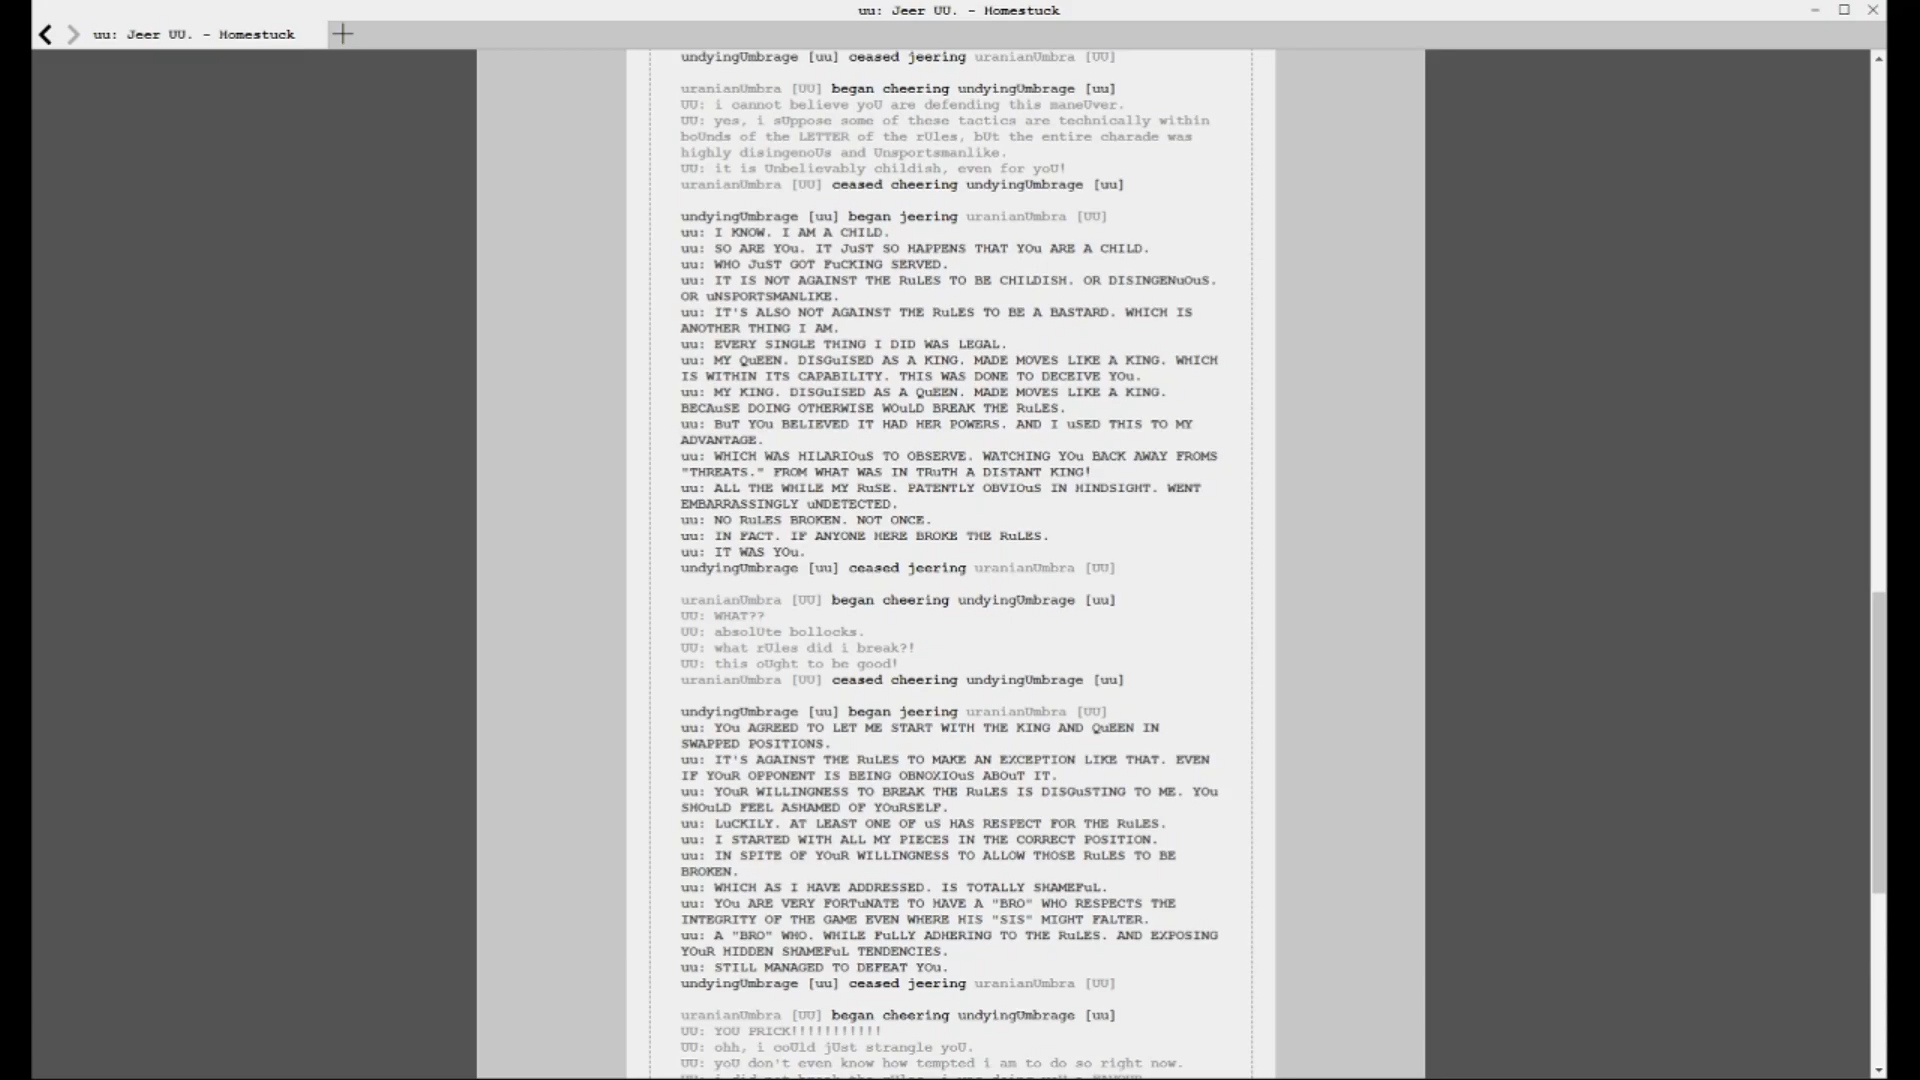 uu: Jeer UU. - Homestuck
uu: Jeer UU. - Homestuck
undyingUmbrage [uu] ceased jeering uranianUmbra [UU]
uranianUmbra [UU] began cheering undyingUmbrage [uu]
UU: i cannot believe yoU are defending this maneUver.
UU: yes, i sUppose some of these tactics are technically within
boUnds of the LETTER of the rUles, bUt the entire charade was
highly disingenoUs and Unsportsmanlike.
UU: it is Unbelievably childish, even for yoU!
uranianUmbra [UU] ceased cheering undyingUmbrage [uu]
undyingUmbrage [uu] began jeering uranianUmbra [UU]
uu: I KNOW. I AM A CHILD.
uu: SO ARE YOu. IT JuST SO HAPPENS THAT YOu ARE A CHILD.
uu: WHO JuST GOT FuCKING SERVED.
uu: IT IS NOT AGAINST THE RuLES TO BE CHILDISH. OR DISINGENuOuS.
OR uNSPORTSMANLIKE.
uu: IT'S ALSO NOT AGAINST THE RuLES TO BE A BASTARD. WHICH IS
ANOTHER THING I AM.
uu: EVERY SINGLE THING I DID WAS LEGAL.
uu: MY QuEEN. DISGuISED AS A KING. MADE MOVES LIKE A KING. WHICH
IS WITHIN ITS CAPABILITY. THIS WAS DONE TO DECEIVE YOu.
uu: MY KING. DISGuISED AS A QuEEN. MADE MOVES LIKE A KING.
BECAuSE DOING OTHERWISE WOuLD BREAK THE RuLES.
uu: BuT YOu BELIEVED IT HAD HER POWERS. AND I uSED THIS TO MY
ADVANTAGE.
uu: WHICH WAS HILARIOuS TO OBSERVE. WATCHING YOu BACK AWAY FROMS
"THREATS." FROM WHAT WAS IN TRuTH A DISTANT KING!
uu: ALL THE WHILE MY RuSE. PATENTLY OBVIOuS IN HINDSIGHT. WENT
EMBARRASSINGLY uNDETECTED.
uu: NO RuLES BROKEN. NOT ONCE.
uu: IN FACT. IF ANYONE HERE BROKE THE RuLES.
uu: IT WAS YOu.
undyingUmbrage [uu] ceased jeering uranianUmbra [UU]
uranianUmbra [UU] began cheering undyingUmbrage [uu]
UU: WHAT??
UU: absolUte bollocks.
UU: what rUles did i break?!
UU: this oUght to be good!
uranianUmbra [UU] ceased cheering undyingUmbrage [uu]
undyingUmbrage [uu] began jeering uranianUmbra [UU]
uu: YOu AGREED TO LET ME START WITH THE KING AND QuEEN IN
SWAPPED POSITIONS.
uu: IT'S AGAINST THE RuLES TO MAKE AN EXCEPTION LIKE THAT. EVEN
IF YOuR OPPONENT IS BEING OBNOXIOuS ABOuT IT.
uu: YOuR WILLINGNESS TO BREAK THE RuLES IS DISGuSTING TO ME. YOu
SHOuLD FEEL ASHAMED OF YOuRSELF.
uu: LuCKILY. AT LEAST ONE OF uS HAS RESPECT FOR THE RuLES.
uu: I STARTED WITH ALL MY PIECES IN THE CORRECT POSITION.
uu: IN SPITE OF YOuR WILLINGNESS TO ALLOW THOSE RuLES TO BE
BROKEN.
uu: WHICH AS I HAVE ADDRESSED. IS TOTALLY SHAMEFuL.
uu: YOu ARE VERY FORTuNATE TO HAVE A "BRO" WHO RESPECTS THE
INTEGRITY OF THE GAME EVEN WHERE HIS "SIS" MIGHT FALTER.
uu: A "BRO" WHO. WHILE FuLLY ADHERING TO THE RuLES. AND EXPOSING
YOuR HIDDEN SHAMEFuL TENDENCIES.
uu: STILL MANAGED TO DEFEAT YOu.
undyingUmbrage [uu] ceased jeering uranianUmbra [UU]
uranianUmbra [UU] began cheering undyingUmbrage [uu]
UU: YOU PRICK!!!!!!!!!!!
UU: ohh, i coUld jUst strangle yoU.
UU: yoU don't even know how tempted i am to do so right now.